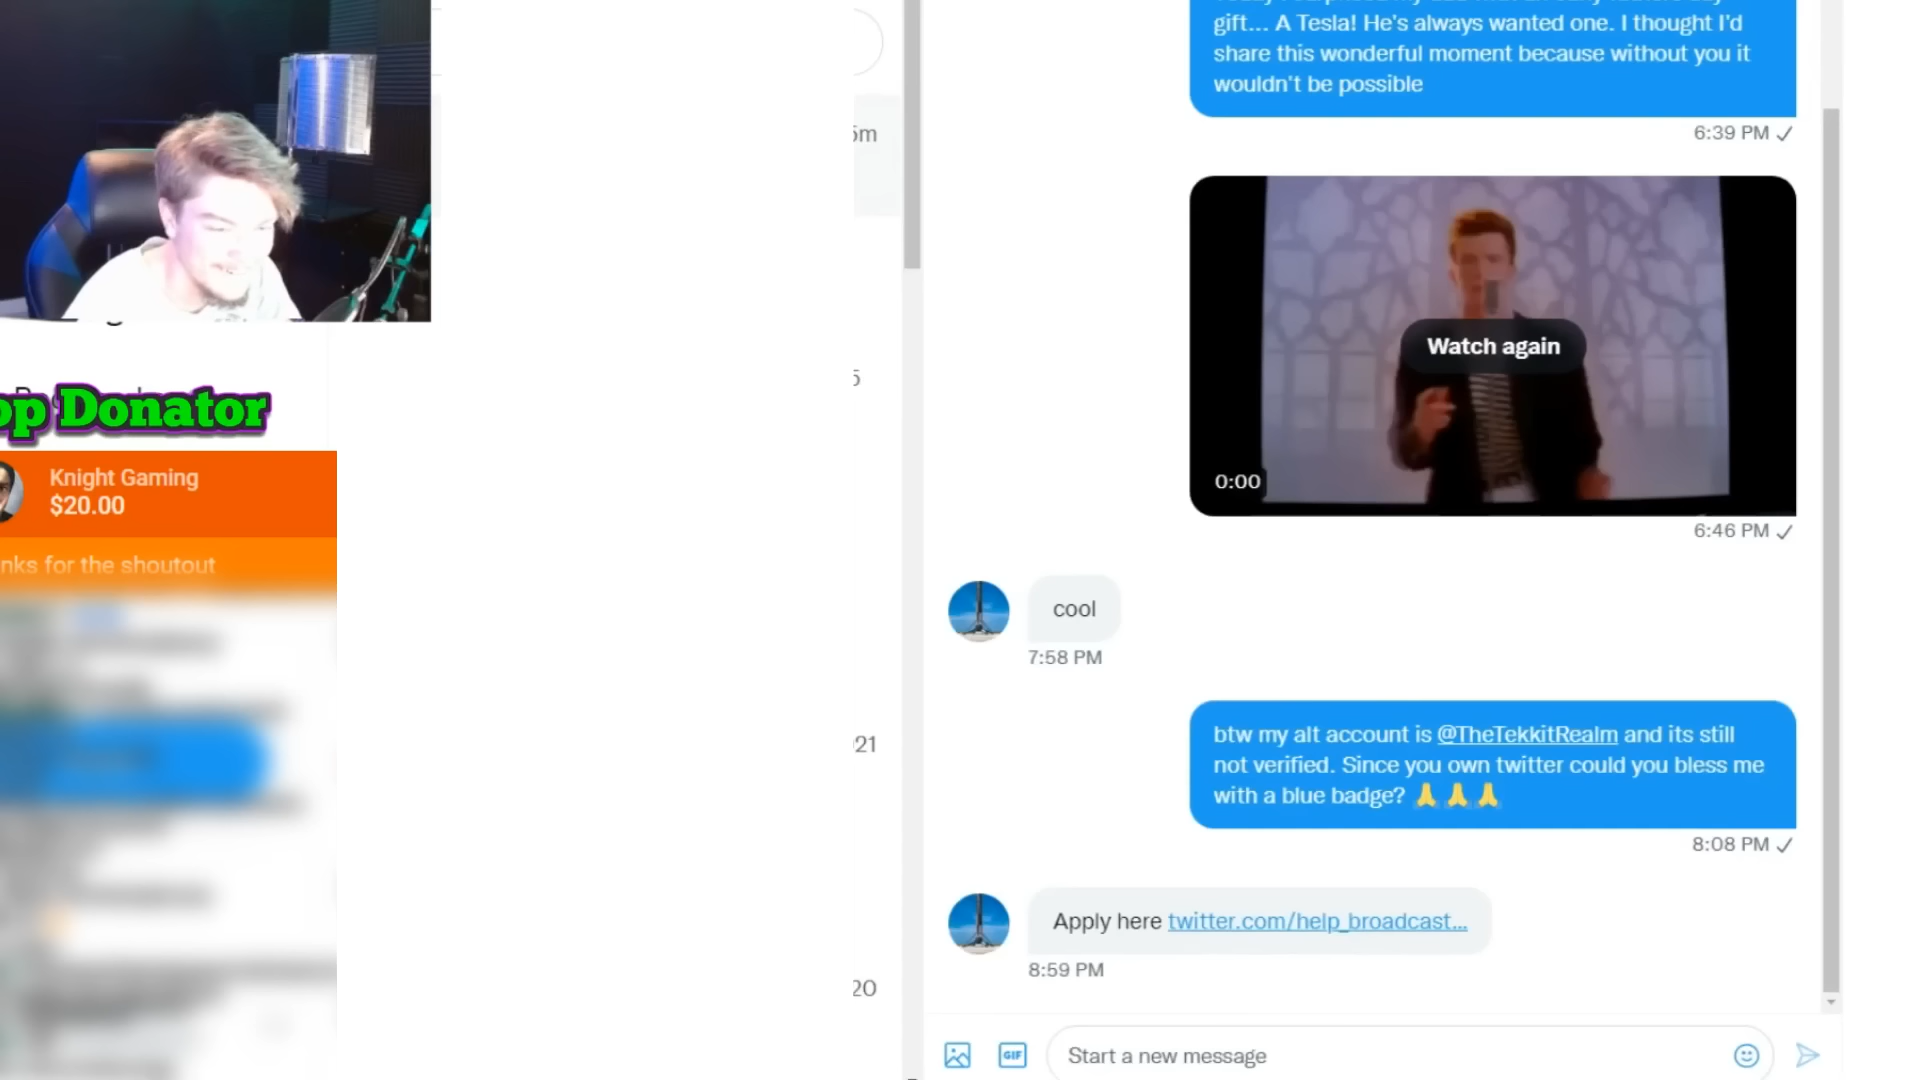 gift... A Tesla! He's always wanted one. I thought I'd
share this wonderful moment because without you it
wouldn't be possible
6:39 PM
Watch again
0:00
6:46 PM
cool
7:58 PM
btw my alt account is @TheTekkitRealm and its still
not verified. Since you own twitter could you bless me
with a blue badge? 🙏🙏🙏
8:08 PM
Apply here twitter.com/help_broadcast...
8:59 PM
GIF
Start a new message
5m
5
21
20
op Donator
Knight Gaming
$20.00
nks for the shoutout